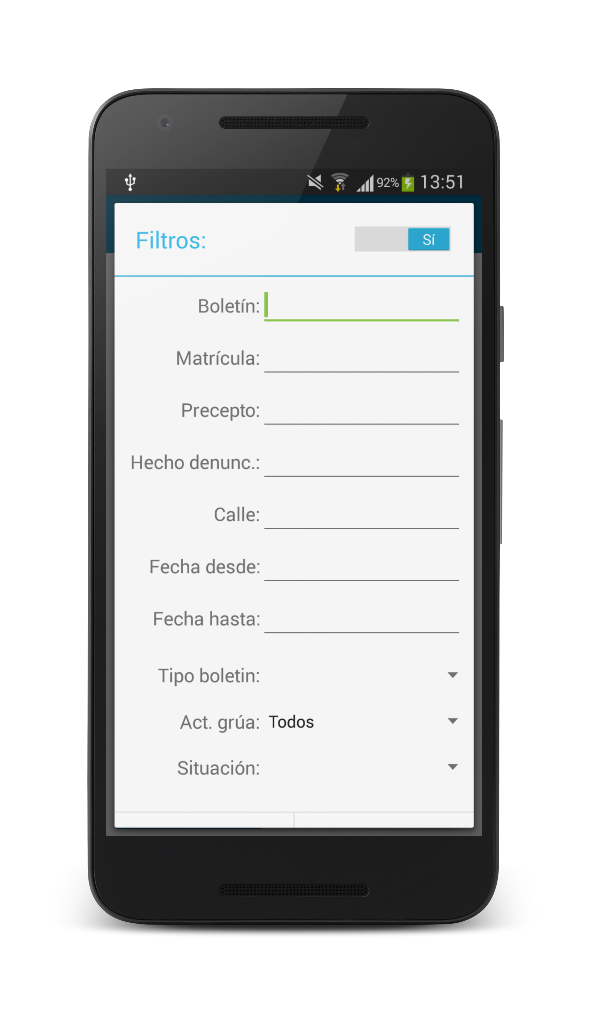 92% 13:51
Filtros: Sí
Boletín:
Matrícula:
Precepto:
Hecho denunc.:
Calle:
Fecha desde:
Fecha hasta:
Tipo boletin:
Act. grúa: Todos
Situación: